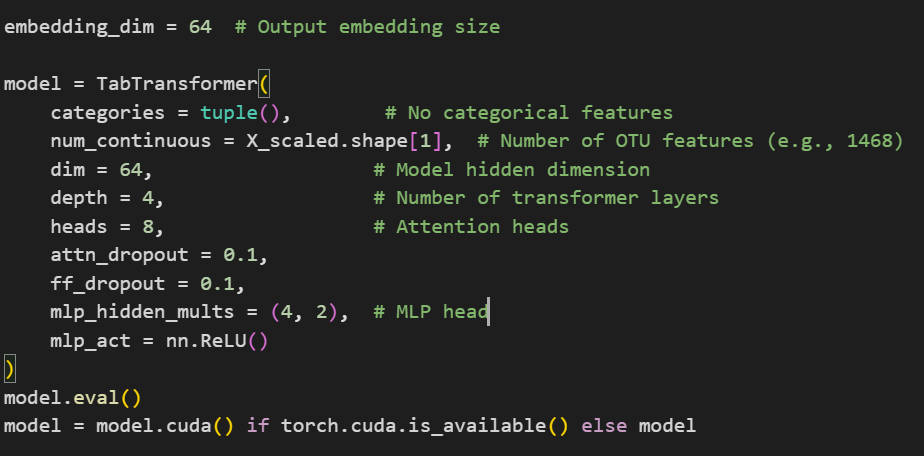 embedding_dim = 64  # Output embedding size
model = TabTransformer(
    categories = tuple(),        # No categorical features
    num_continuous = X_scaled.shape[1],  # Number of OTU features (e.g., 1468)
    dim = 64,                   # Model hidden dimension
    depth = 4,                  # Number of transformer layers
    heads = 8,                  # Attention heads
    attn_dropout = 0.1,
    ff_dropout = 0.1,
    mlp_hidden_mults = (4, 2),  # MLP head
    mlp_act = nn.ReLU()
)
model.eval()
model = model.cuda() if torch.cuda.is_available() else model